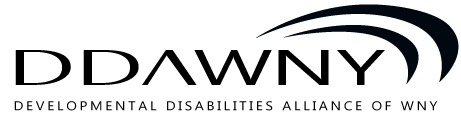 DDAWNY
DEVELOPMENTAL DISABILITIES ALLIANCE OF WNY